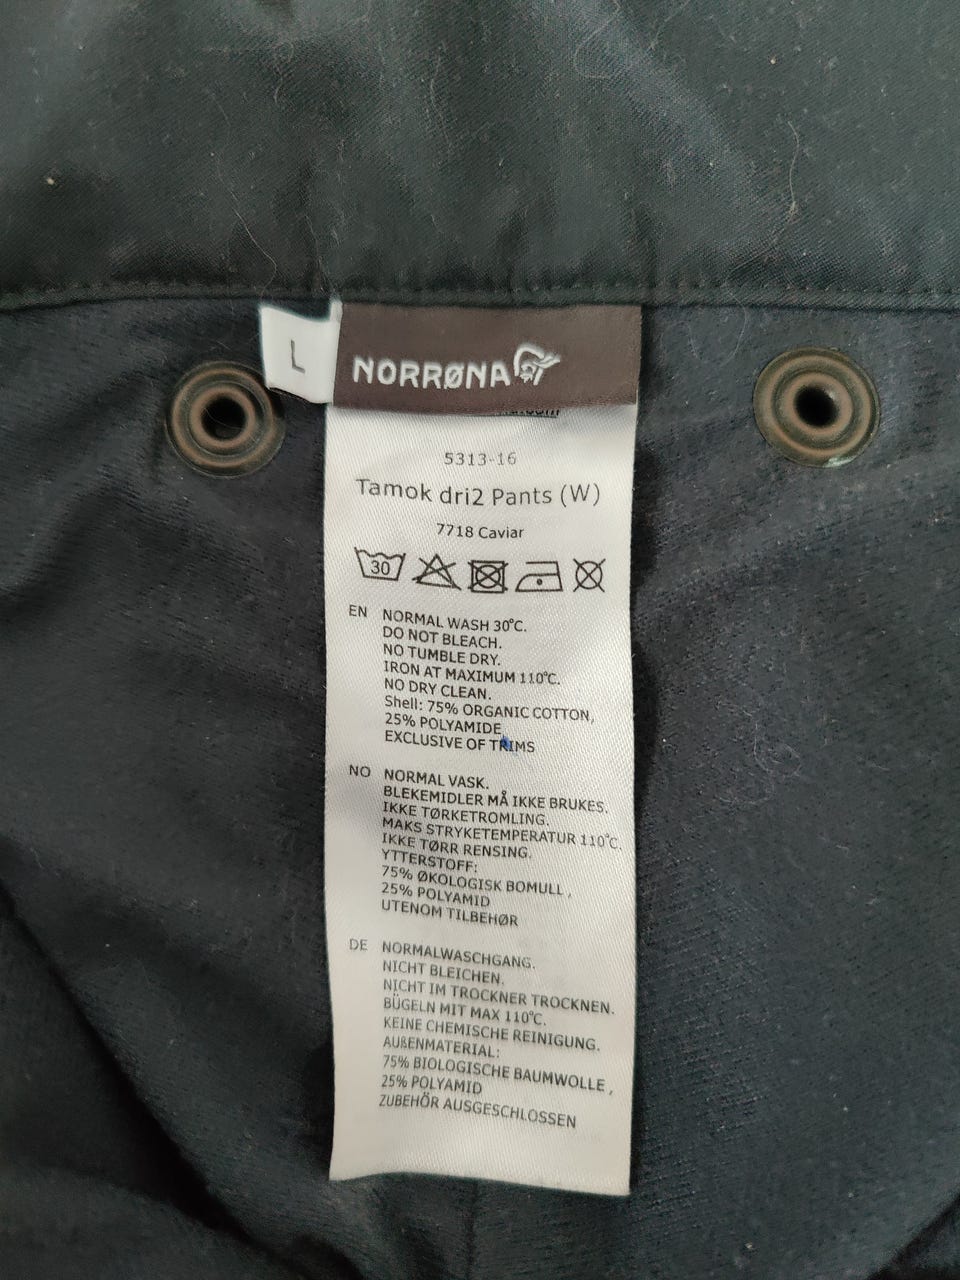 L
NORRØNA
5313-16
Tamok dri2 Pants (W)
7718 Caviar
30
EN NORMAL WASH 30°C.
DO NOT BLEACH.
NO TUMBLE DRY.
IRON AT MAXIMUM 110°C.
NO DRY CLEAN.
Shell: 75% ORGANIC COTTON,
25% POLYAMIDE
EXCLUSIVE OF TRIMS
NO NORMAL VASK.
BLEKEMIDLER MÅ IKKE BRUKES.
IKKE TØRKETROMLING.
MAKS STRYKETEMPERATUR 110°C.
IKKE TØRR RENSING.
YTTERSTOFF:
75% ØKOLOGISK BOMULL ,
25% POLYAMID
UTENOM TILBEHØR
DE NORMALWASCHGANG.
NICHT BLEICHEN.
NICHT IM TROCKNER TROCKNEN.
BÜGELN MIT MAX 110°C.
KEINE CHEMISCHE REINIGUNG.
AUßENMATERIAL:
75% BIOLOGISCHE BAUMWOLLE ,
25% POLYAMID
ZUBEHÖR AUSGESCHLOSSEN